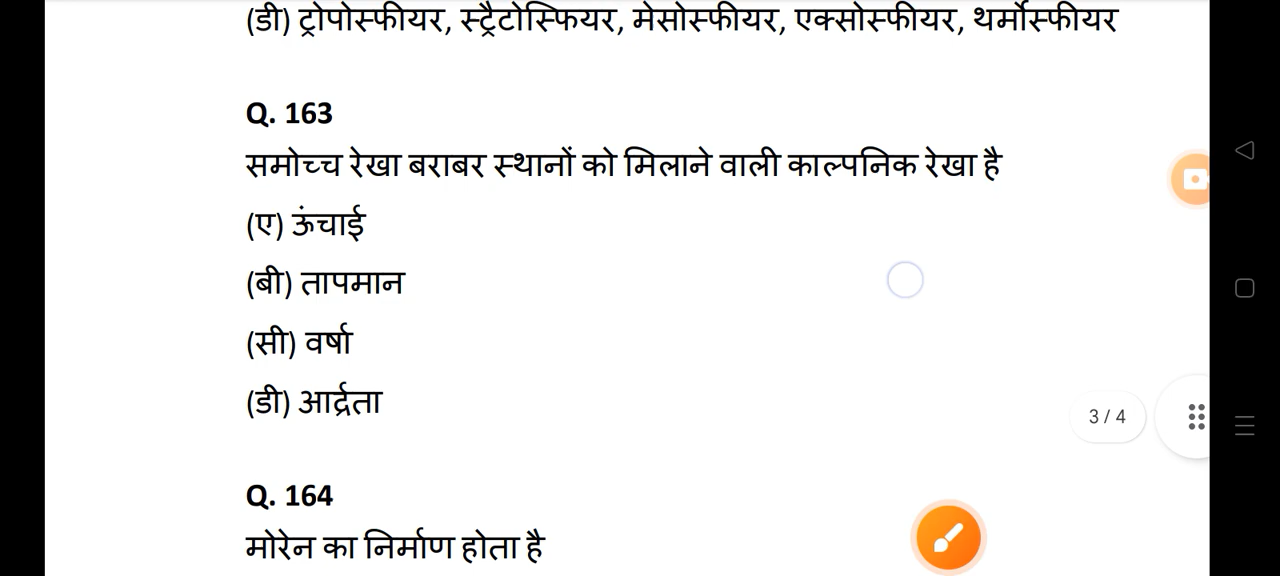 (डी) ट्रोपोस्फीयर, स्ट्रैटोस्फियर, मेसोस्फीयर, एक्सोस्फीयर, थर्मोस्फीयर
Q. 163
समोच्च रेखा बराबर स्थानों को मिलाने वाली काल्पनिक रेखा है
(ए) ऊंचाई
(बी) तापमान
(सी) वर्षा
(डी) आर्द्रता
3 / 4
Q. 164
मोरेन का निर्माण होता है